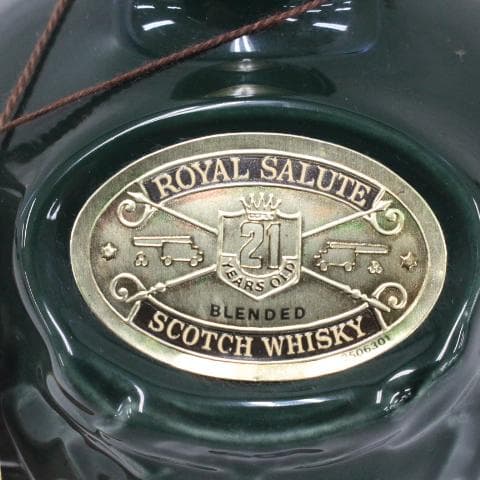 ROYAL SALUTE
21
YEARS OLD
BLENDED
SCOTCH WHISKY